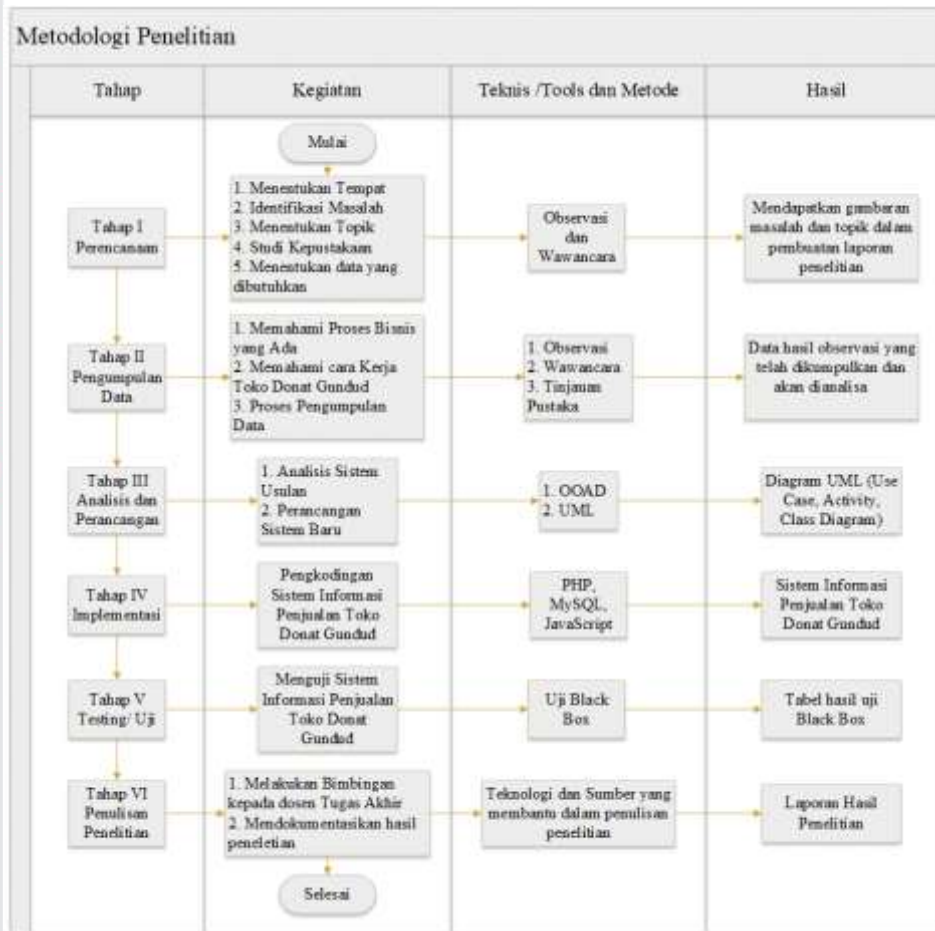 Metodologi Penelitian
Tahap
Kegiatan
Teknis /Tools dan Metode
Hasil
Mulai
Tahap I
Perencanaan
1. Menentukan Tempat
2. Identifikasi Masalah
3. Menentukan Topik
4. Studi Kepustakaan
5. Menentukan data yang
dibutuhkan
Observasi
dan
Wawancara
Mendapatkan gambaran
masalah dan topik dalam
pembuatan laporan
penelitian
Tahap II
Pengumpulan
Data
1. Memahami Proses Bisnis
yang Ada
2. Memahami cara Kerja
Toko Donat Gundud
3. Proses Pengumpulan
Data
1. Observasi
2. Wawancara
3. Tinjauan
Pustaka
Data hasil observasi yang
telah dikumpulkan dan
akan dianalisa
Tahap III
Analisis dan
Perancangan
1. Analisis Sistem
Usulan
2. Perancangan
Sistem Baru
1. OOAD
2. UML
Diagram UML (Use
Case, Activity,
Class Diagram)
Tahap IV
Implementasi
Pengkodingan
Sistem Informasi
Penjualan Toko
Donat Gundud
PHP,
MySQL,
JavaScript
Sistem Informasi
Penjualan Toko
Donat Gundud
Tahap V
Testing/ Uji
Menguji Sistem
Informasi Penjualan
Toko Donat
Gundud
Uji Black
Box
Tabel hasil uji
Black Box
Tahap VI
Penulisan
Penelitian
1. Melakukan Bimbingan
kepada dosen Tugas Akhir
2. Mendokumentasikan hasil
peneletian
Teknologi dan Sumber yang
membantu dalam penulisan
penelitian
Laporan Hasil
Penelitian
Selesai